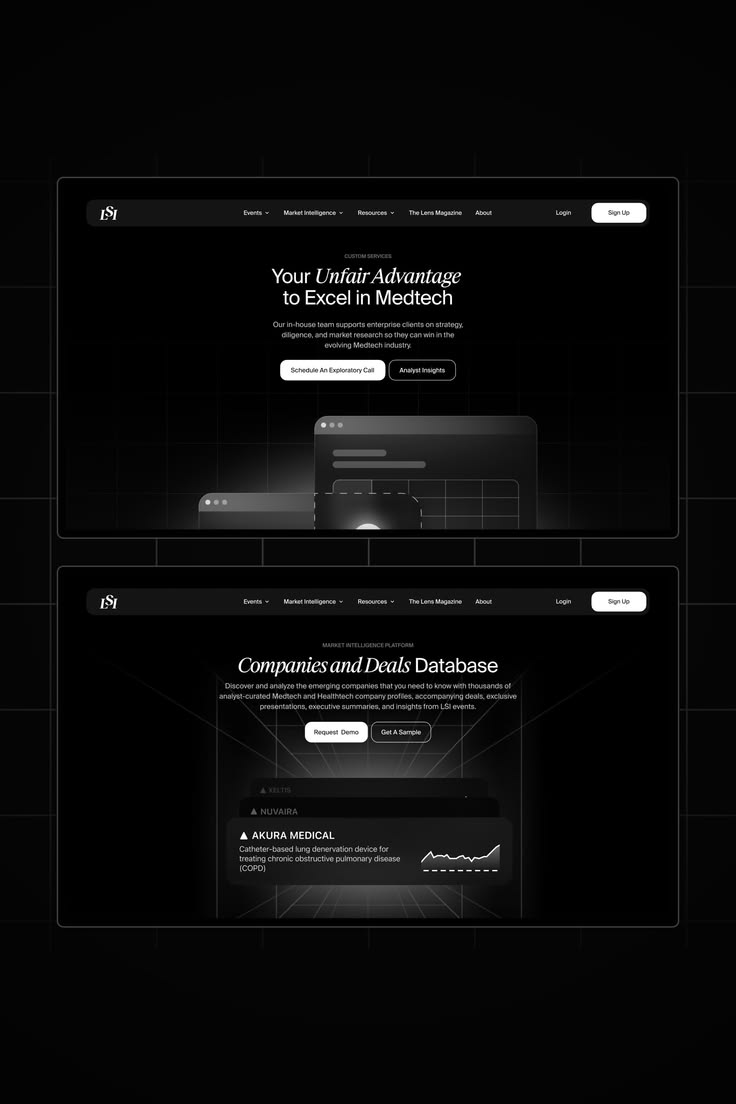 LSI
Events Market Intelligence Resources The Lens Magazine About Login Sign Up
CUSTOM SERVICES
Your Unfair Advantage
to Excel in Medtech
Our in-house team supports enterprise clients on strategy,
diligence, and market research so they can win in the
evolving Medtech industry.
Schedule An Exploratory Call Analyst Insights
LSI
Events Market Intelligence Resources The Lens Magazine About Login Sign Up
MARKET INTELLIGENCE PLATFORM
Companies and Deals Database
Discover and analyze the emerging companies that you need to know with thousands of
analyst-curated Medtech and Healthtech company profiles, accompanying deals, exclusive
presentations, executive summaries, and insights from LSI events.
Request Demo Get A Sample
XELTIS
NUVAIRA
AKURA MEDICAL
Catheter-based lung denervation device for
treating chronic obstructive pulmonary disease
(COPD)